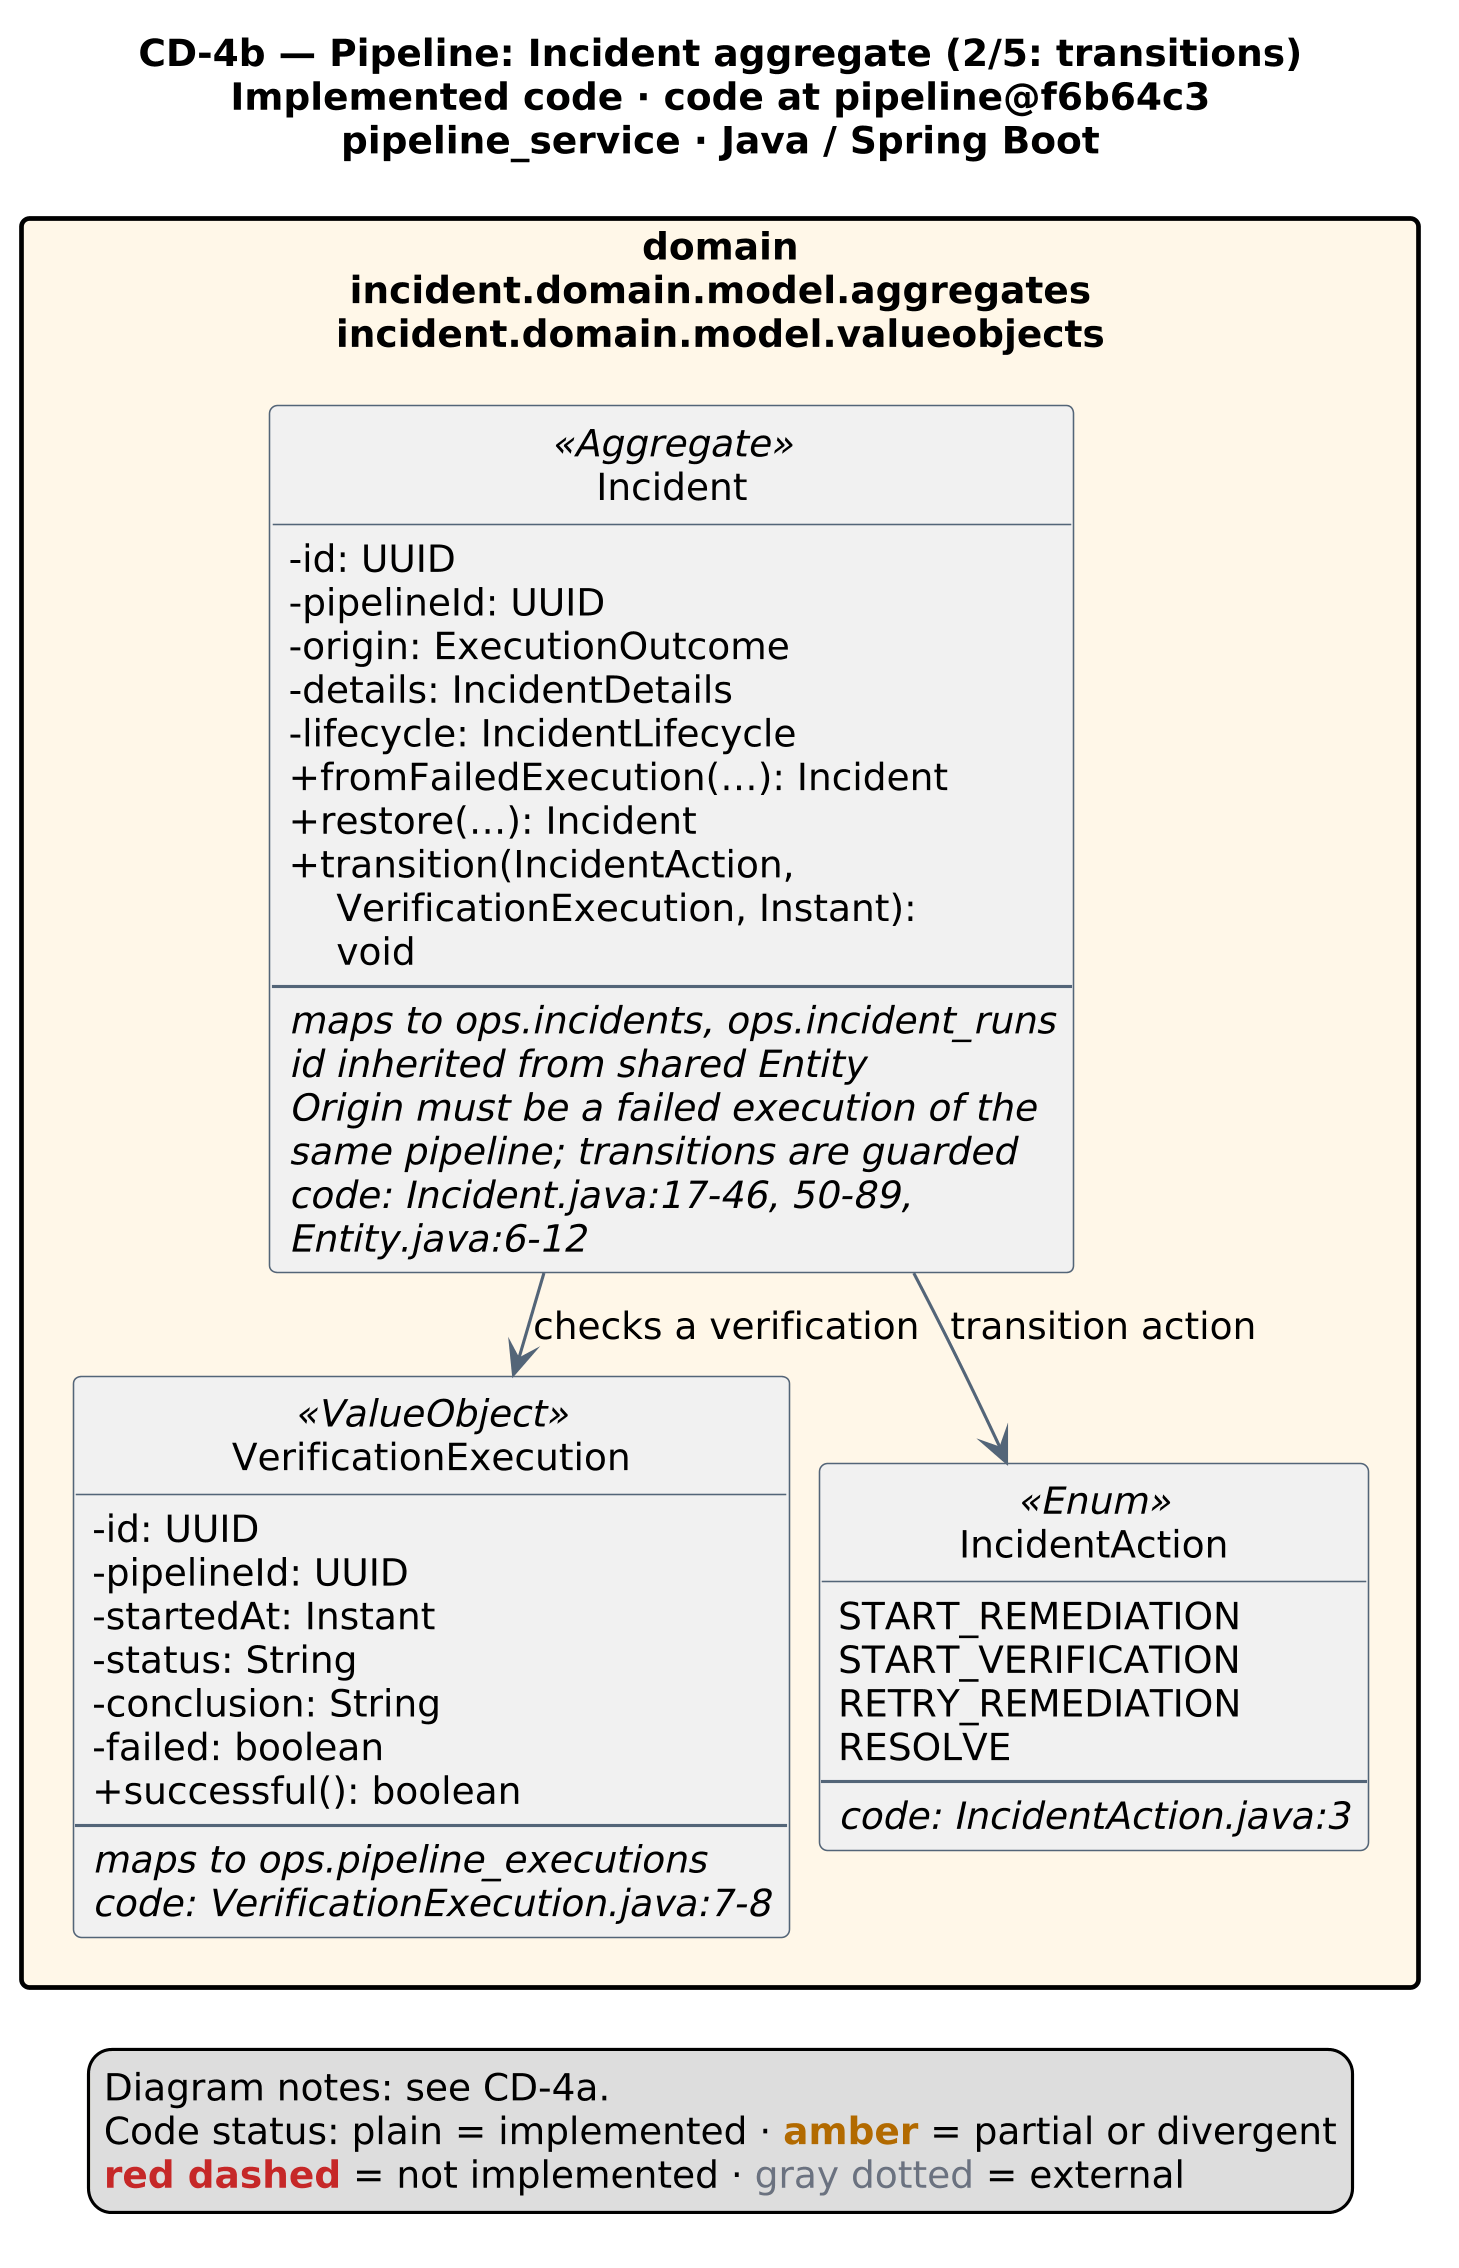 CD-4b — Pipeline: Incident aggregate (2/5: transitions)
Implemented code · code at pipeline@f6b64c3
pipeline_service · Java / Spring Boot
domain
incident.domain.model.aggregates
incident.domain.model.valueobjects
«Aggregate»
Incident
-id: UUID
-pipelineId: UUID
-origin: ExecutionOutcome
-details: IncidentDetails
-lifecycle: IncidentLifecycle
+fromFailedExecution(...): Incident
+restore(...): Incident
+transition(IncidentAction,
VerificationExecution, Instant):
void
maps to ops.incidents, ops.incident_runs
id inherited from shared Entity
Origin must be a failed execution of the
same pipeline; transitions are guarded
code: Incident.java:17-46, 50-89,
Entity.java:6-12
checks a verification
transition action
«ValueObject»
VerificationExecution
-id: UUID
-pipelineId: UUID
-startedAt: Instant
-status: String
-conclusion: String
-failed: boolean
+successful(): boolean
maps to ops.pipeline_executions
code: VerificationExecution.java:7-8
«Enum»
IncidentAction
START_REMEDIATION
START_VERIFICATION
RETRY_REMEDIATION
RESOLVE
code: IncidentAction.java:3
Diagram notes: see CD-4a.
Code status: plain = implemented · amber = partial or divergent
red dashed = not implemented · gray dotted = external